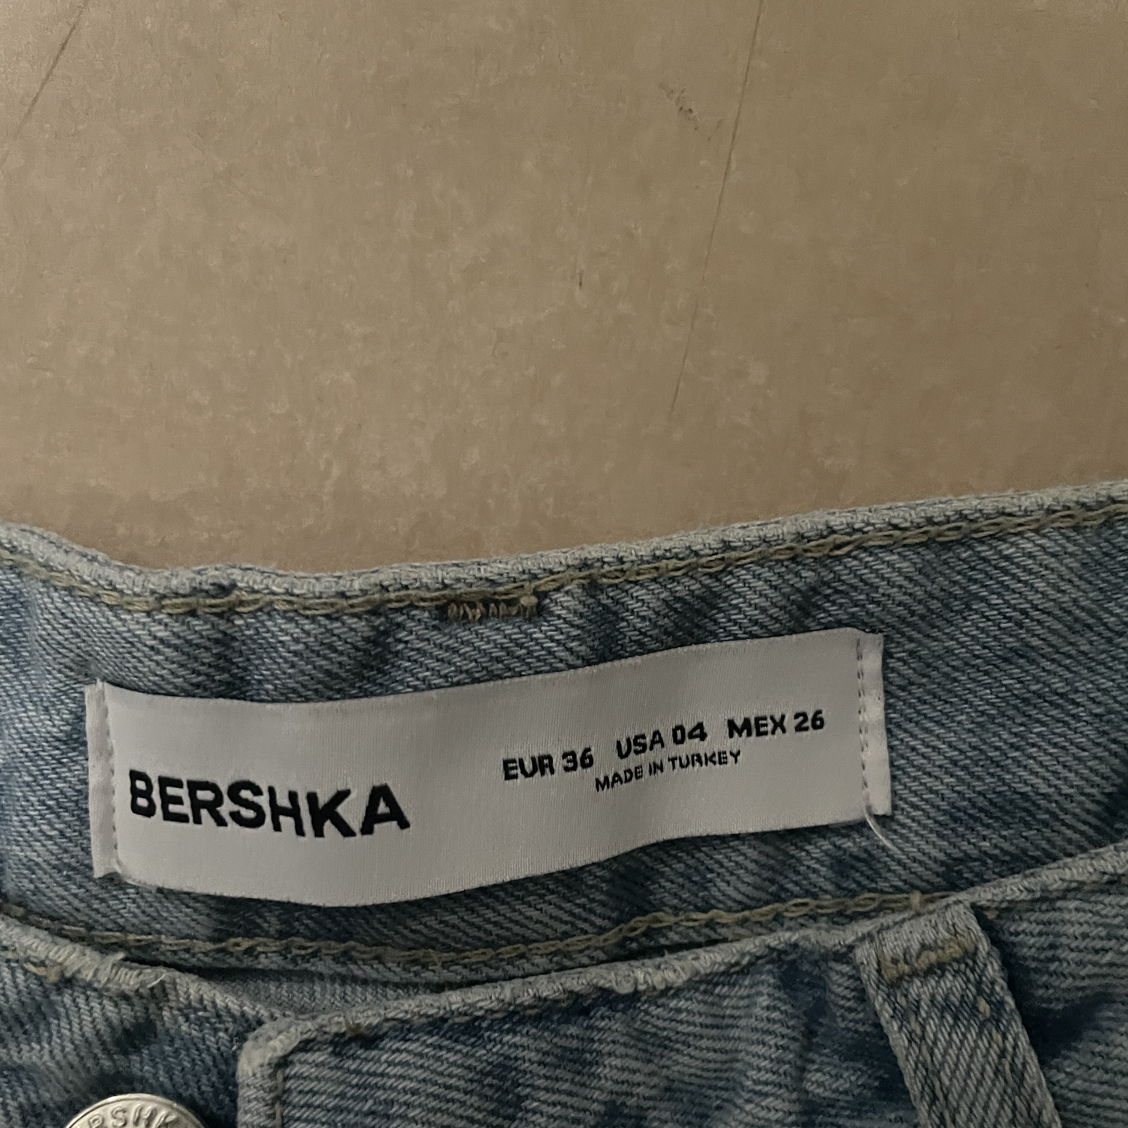 BERSHKA
EUR 36 USA 04 MEX 26
MADE IN TURKEY